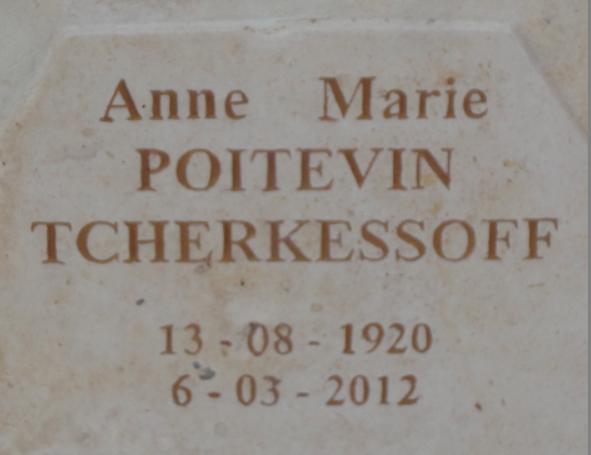 Anne Marie
POITEVIN
TCHERKESSOFF
13 - 08 - 1920
6 - 03 - 2012